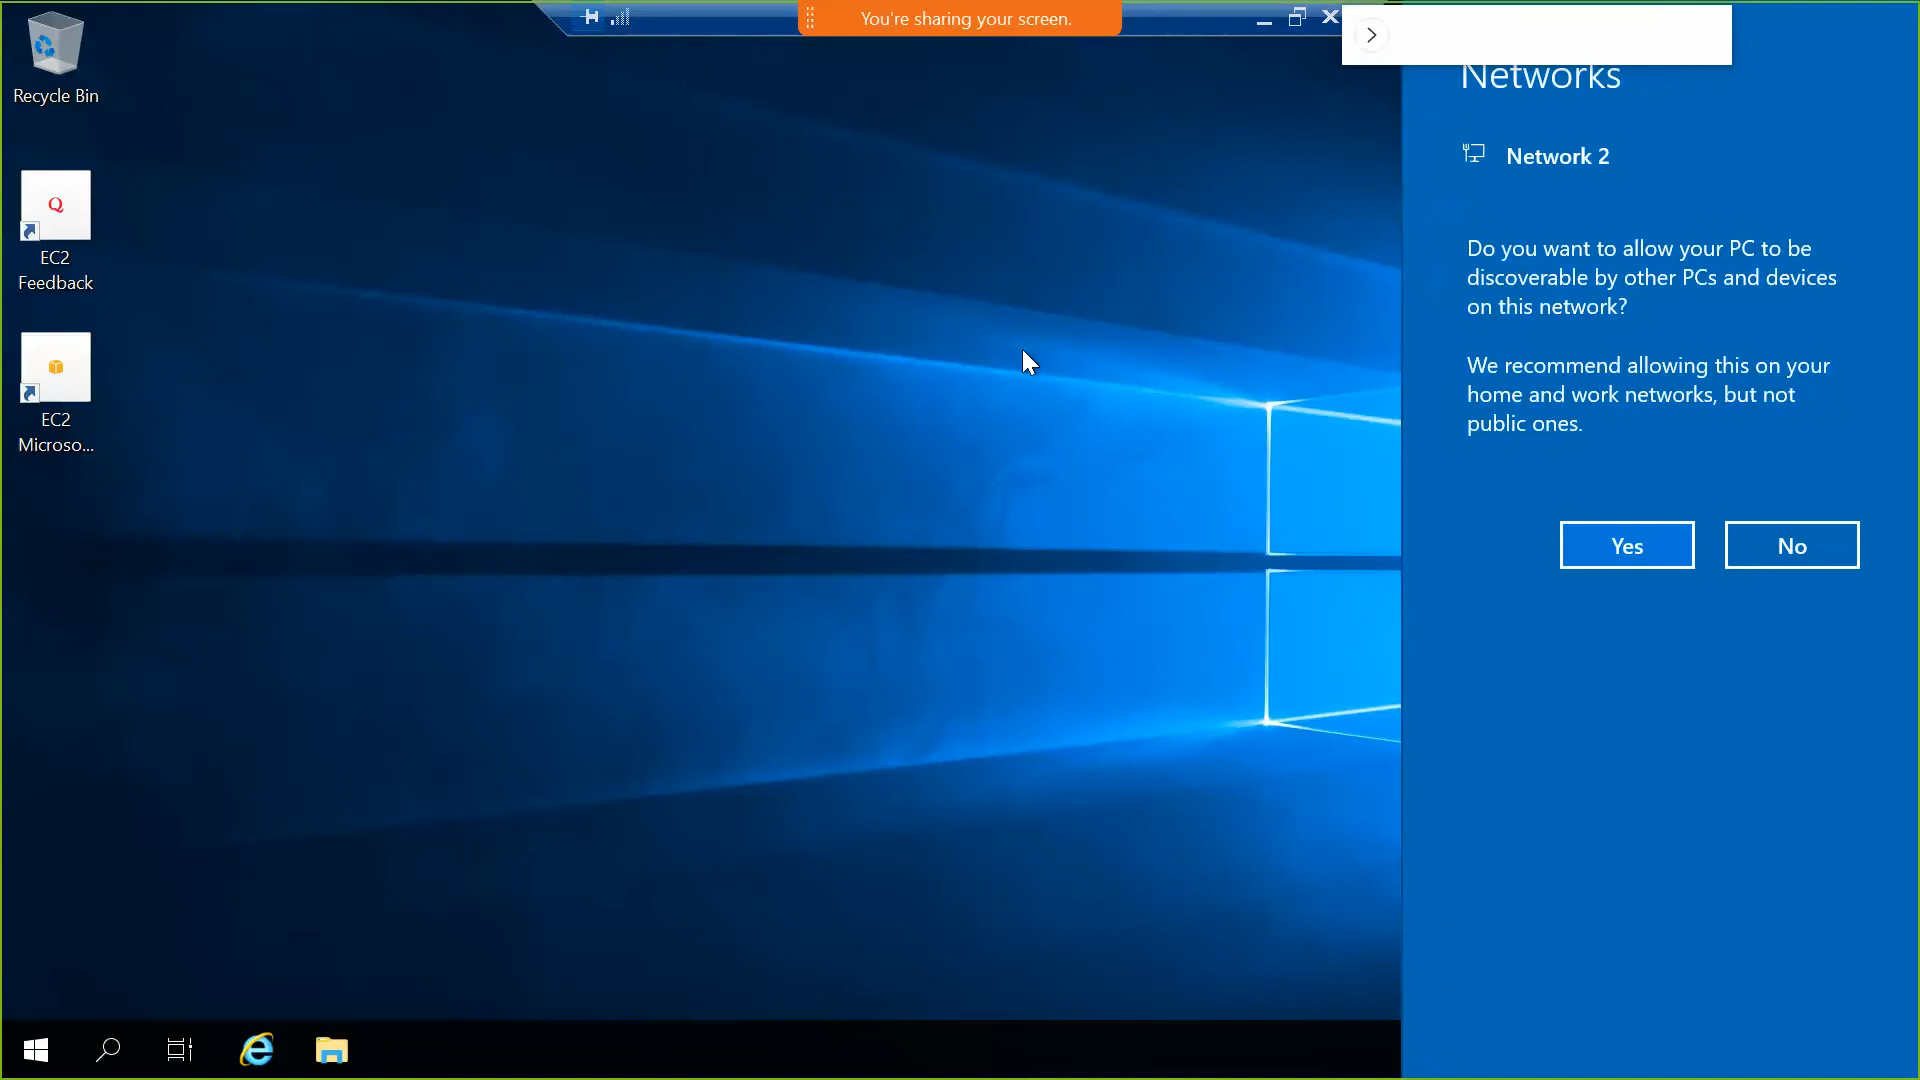 You're sharing your screen.
Recycle Bin
Q
EC2
Feedback
EC2
Microso...
Networks
Network 2
Do you want to allow your PC to be
discoverable by other PCs and devices
on this network?
We recommend allowing this on your
home and work networks, but not
public ones.
Yes
No